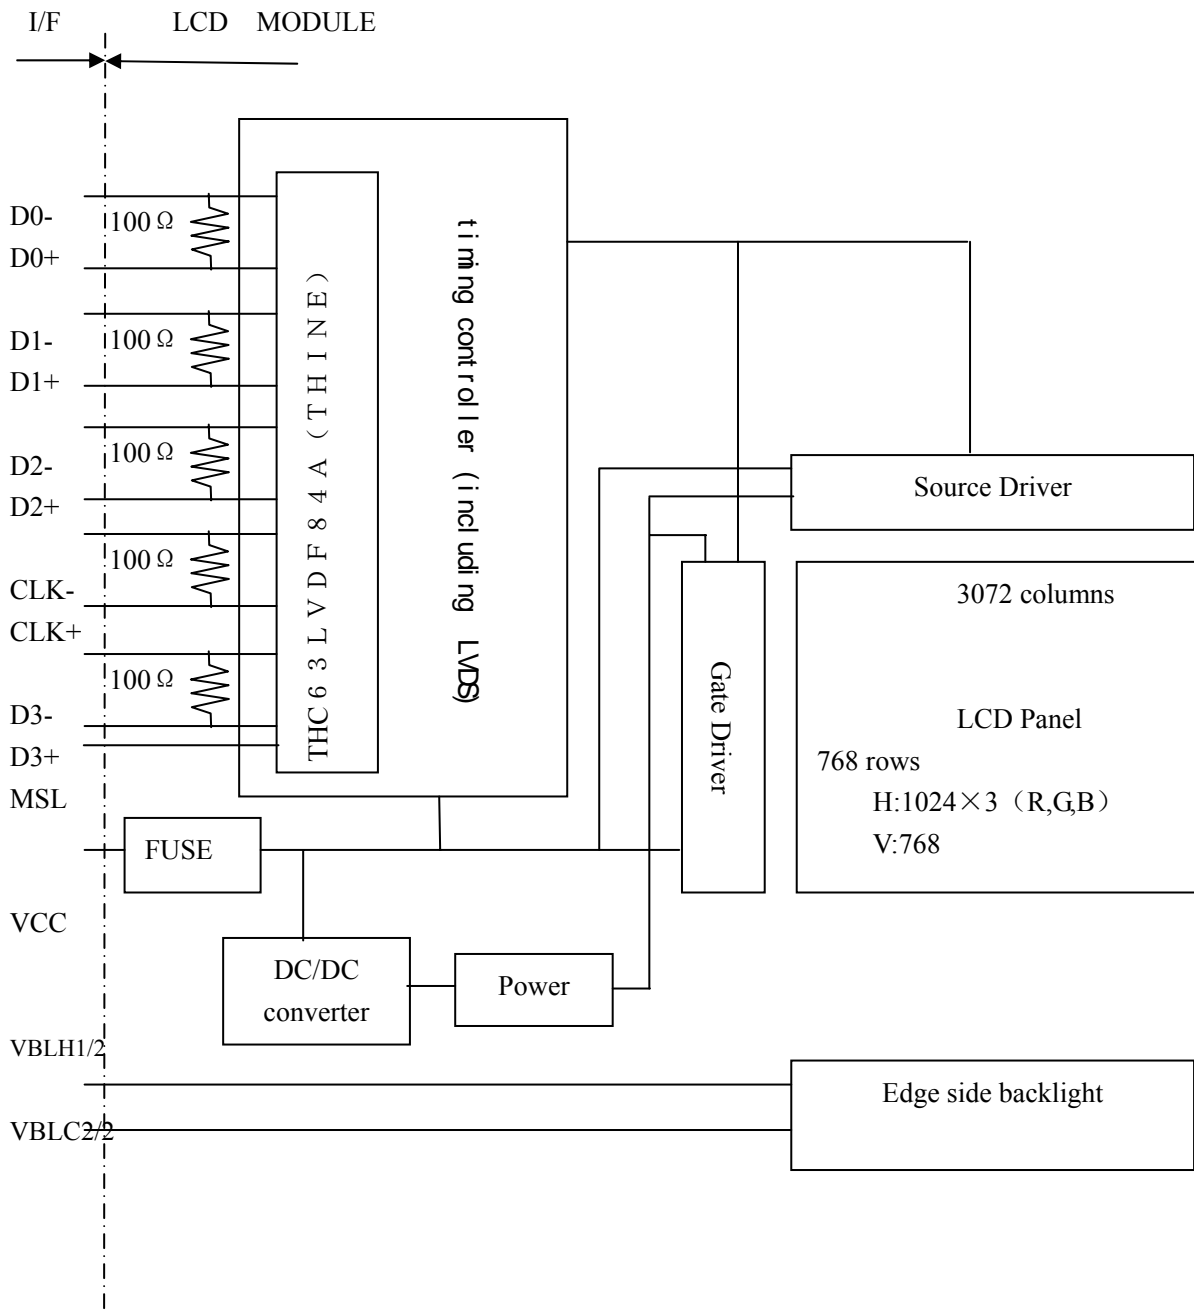 I/F LCD MODULE
D0- 100Ω
D0+
D1- 100Ω
D1+
D2- 100Ω
D2+
CLK- 100Ω
CLK+
D3- 100Ω
D3+
MSL
THC63LVDF84A(THINE)
timing controller (including LVDS)
Source Driver
Gate Driver
3072 columns
LCD Panel
768 rows
H:1024×3（R,G,B）
V:768
FUSE
VCC
DC/DC
converter
Power
VBLH1/2
Edge side backlight
VBLC2/2